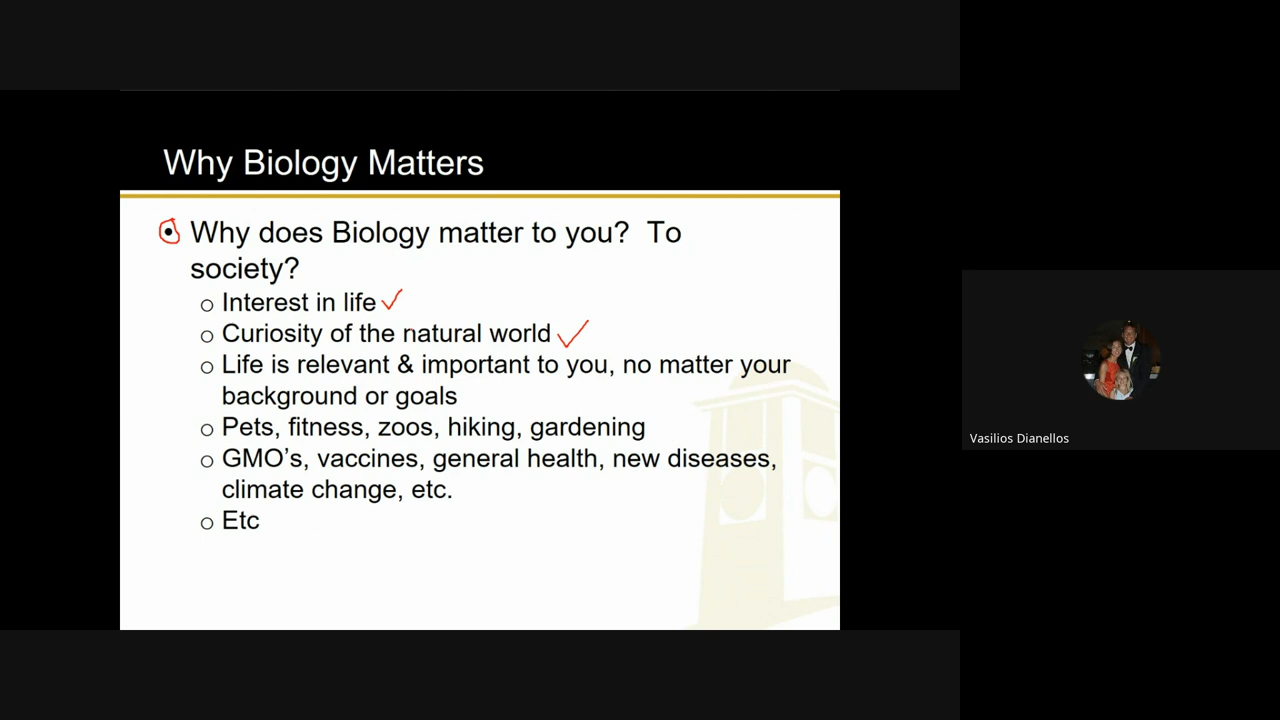 Why Biology Matters
Why does Biology matter to you?  To
society?
Interest in life
Curiosity of the natural world
Life is relevant & important to you, no matter your
background or goals
Pets, fitness, zoos, hiking, gardening
GMO’s, vaccines, general health, new diseases,
climate change, etc.
Etc
Vasilios Dianellos